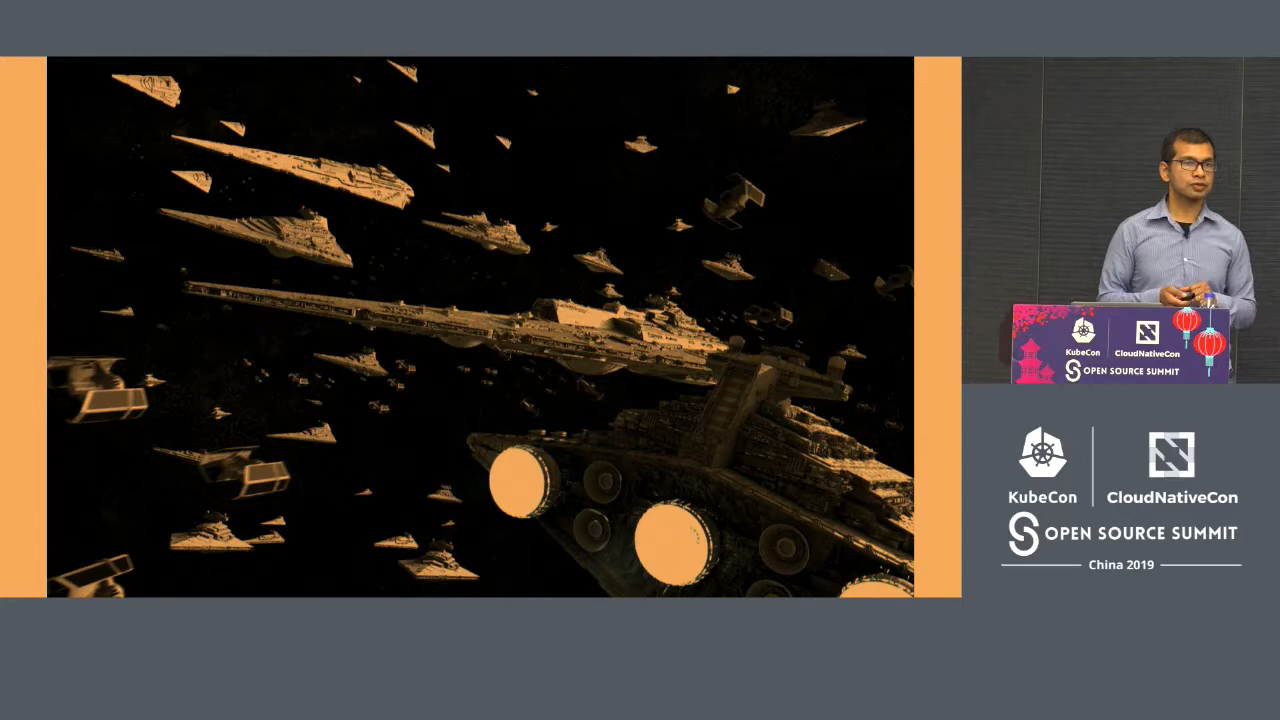 KubeCon
CloudNativeCon
OPEN SOURCE SUMMIT
KubeCon
CloudNativeCon
OPEN SOURCE SUMMIT
China 2019